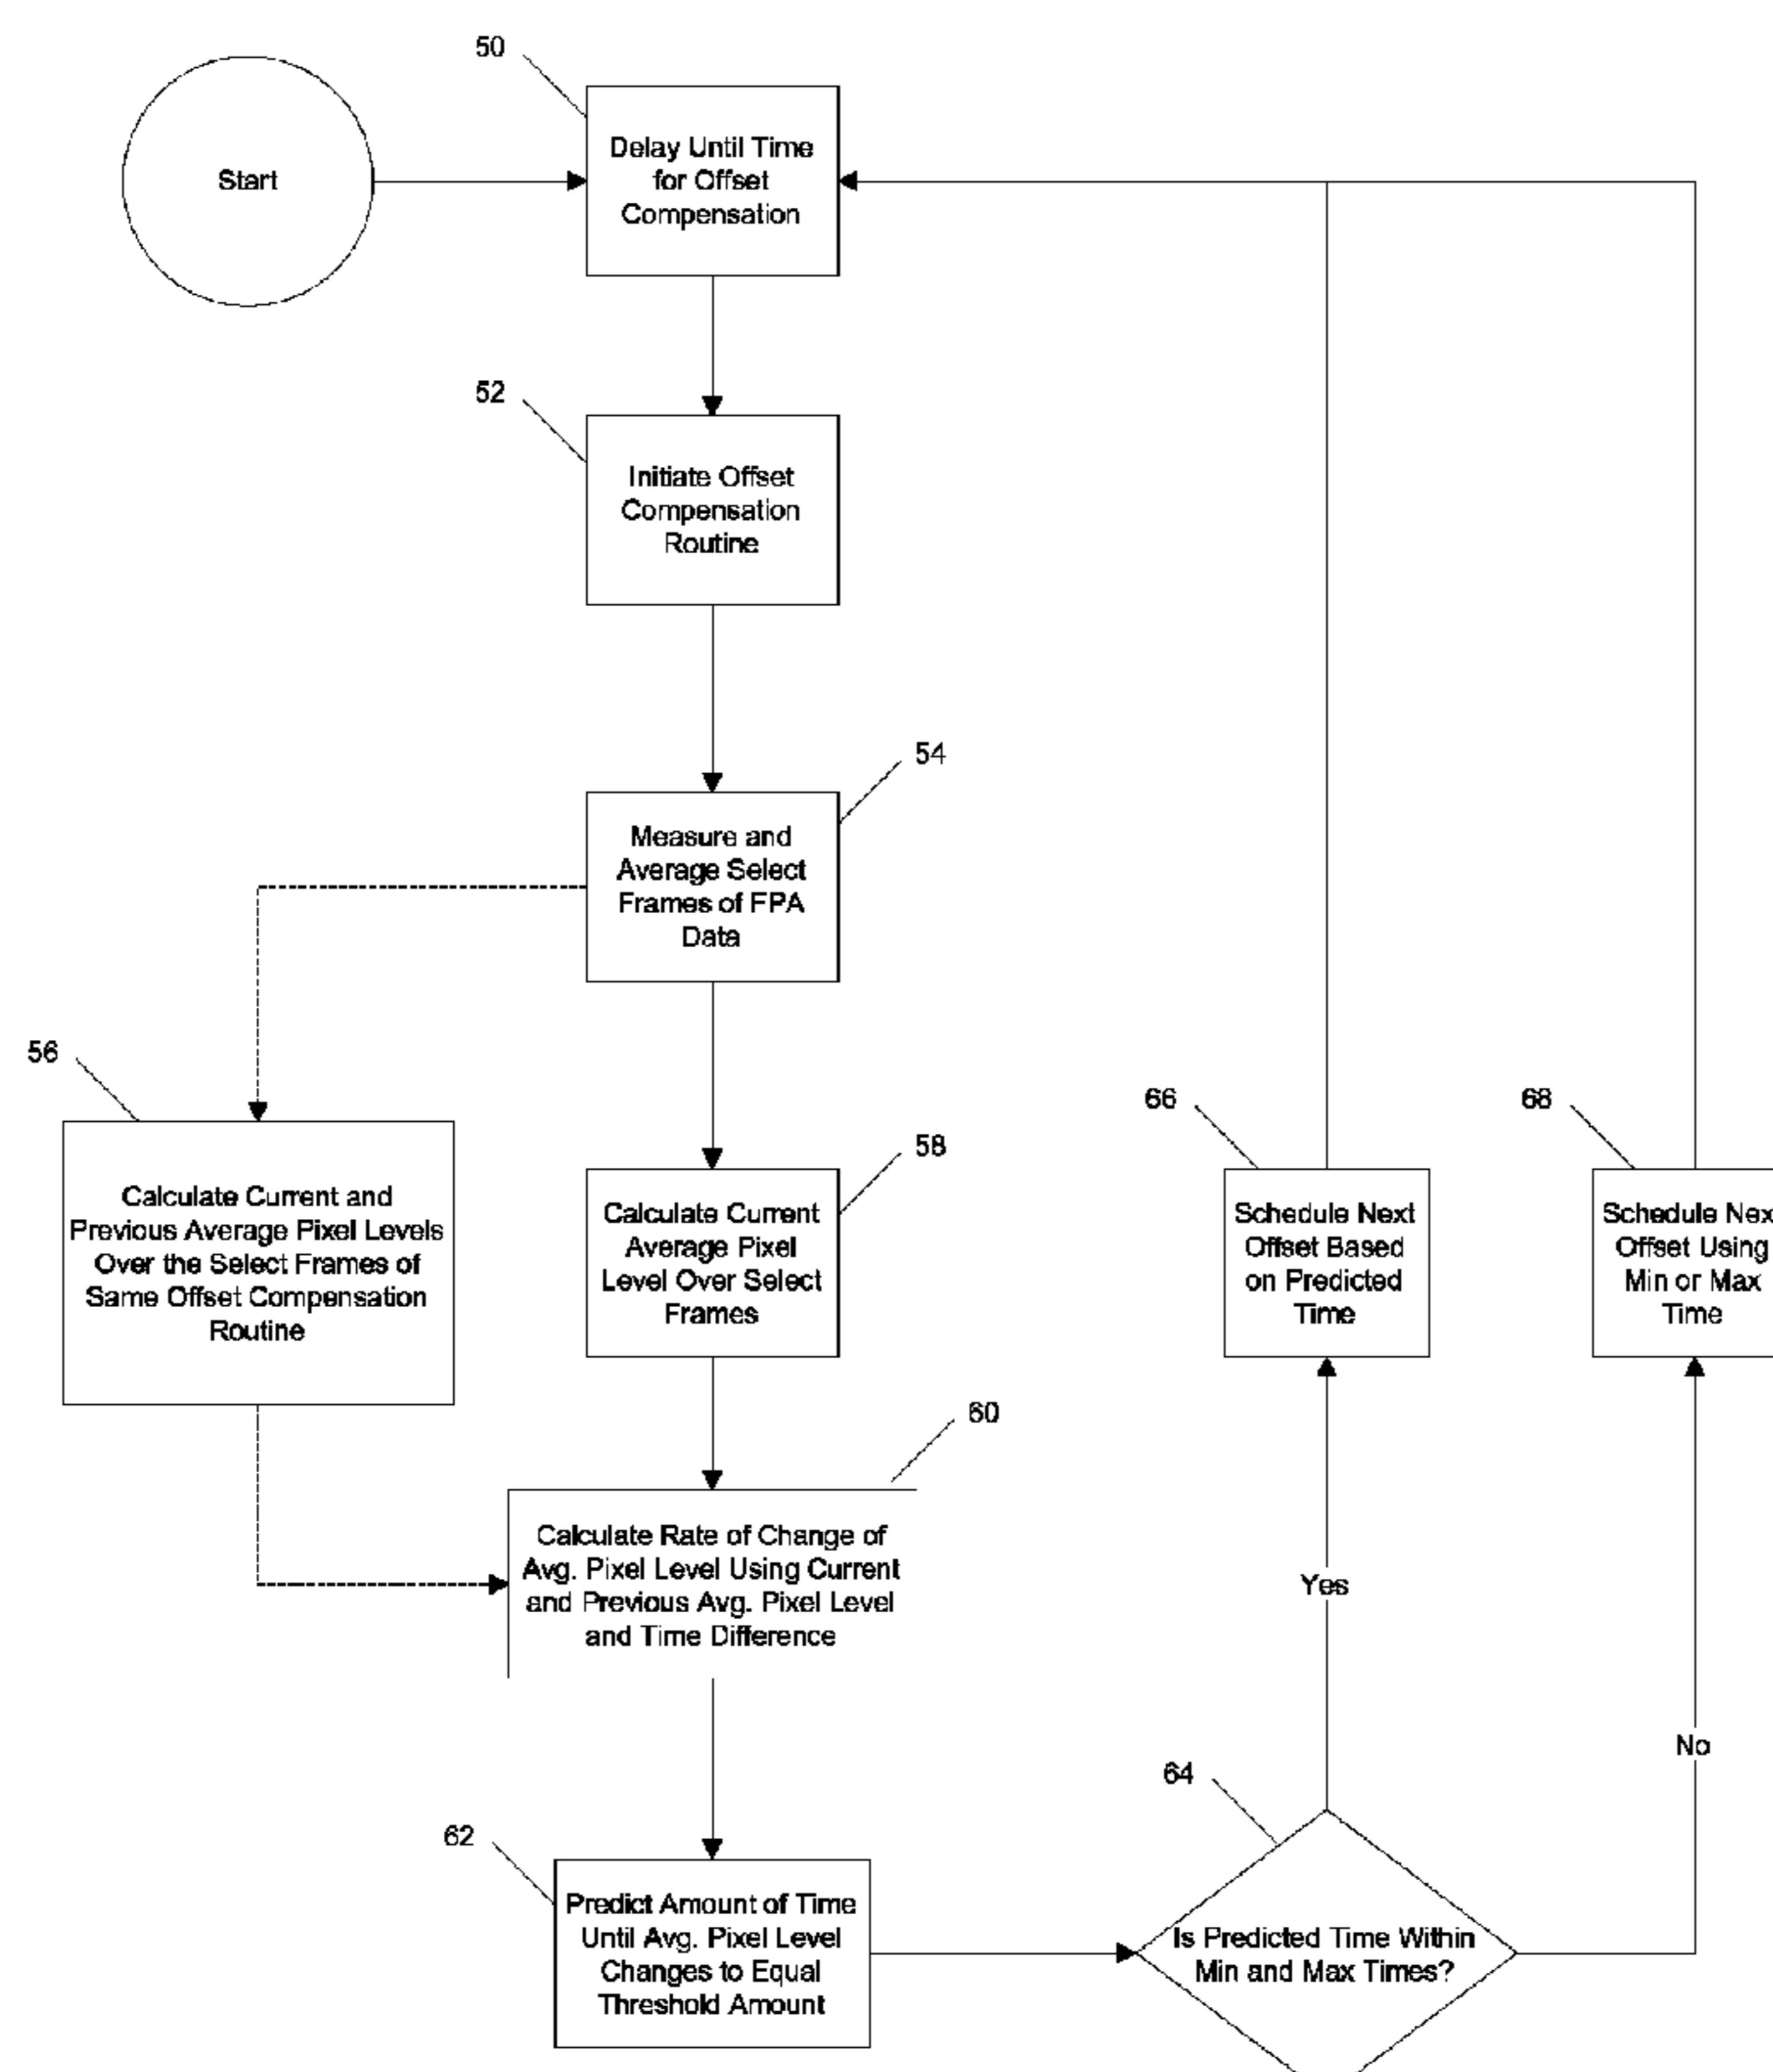 50
Start
Delay Until Time
for Offset
Compensation
52
Initiate Offset
Compensation
Routine
54
Measure and
Average Select
Frames of FPA
Data
56
Calculate Current and
Previous Average Pixel Levels
Over the Select Frames of
Same Offset Compensation
Routine
58
Calculate Current
Average Pixel
Level Over Select
Frames
66
Schedule Next
Offset Based
on Predicted
Time
68
Schedule Nex
Offset Using
Min or Max
Time
60
Calculate Rate of Change of
Avg. Pixel Level Using Current
and Previous Avg. Pixel Level
and Time Difference
Yes
No
62
Predict Amount of Time
Until Avg. Pixel Level
Changes to Equal
Threshold Amount
64
Is Predicted Time Within
Min and Max Times?